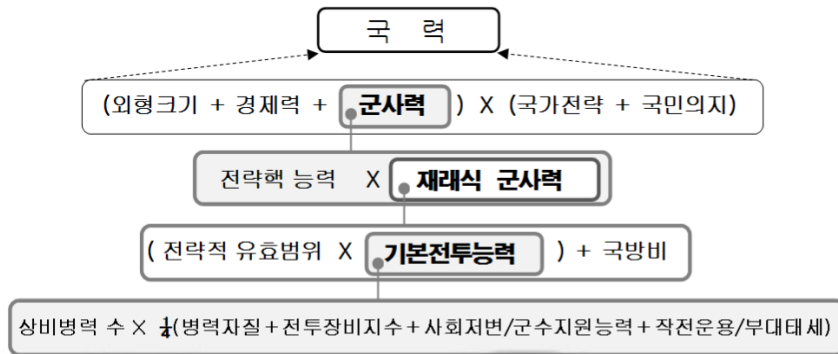 국 력
(외형크기 + 경제력 + 군사력 ) X (국가전략 + 국민의지)
전략핵 능력 X 재래식 군사력
( 전략적 유효범위 X 기본전투능력 ) + 국방비
상비병력 수 × ¼(병력자질+전투장비지수+사회저변/군수지원능력+작전운용/부대태세)